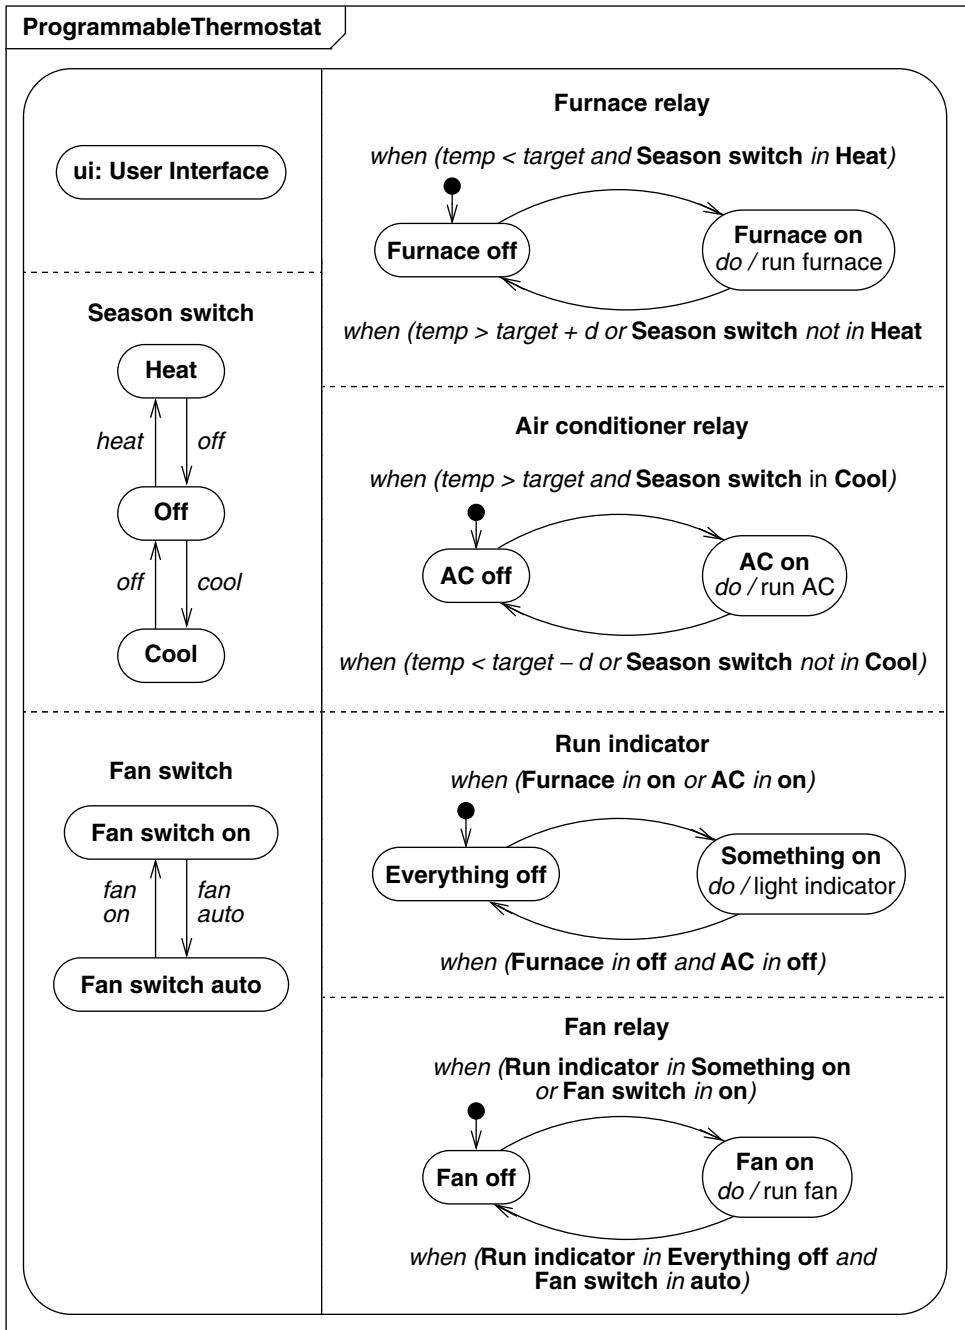 ProgrammableThermostat
ui: User Interface
Season switch
Heat
heat
off
Off
off
cool
Cool
Fan switch
Fan switch on
fan
on
fan
auto
Fan switch auto
Furnace relay
when (temp < target and Season switch in Heat)
Furnace off
Furnace on
do / run furnace
when (temp > target + d or Season switch not in Heat
Air conditioner relay
when (temp > target and Season switch in Cool)
AC off
AC on
do / run AC
when (temp < target – d or Season switch not in Cool)
Run indicator
when (Furnace in on or AC in on)
Everything off
Something on
do / light indicator
when (Furnace in off and AC in off)
Fan relay
when (Run indicator in Something on
or Fan switch in on)
Fan off
Fan on
do / run fan
when (Run indicator in Everything off and
Fan switch in auto)